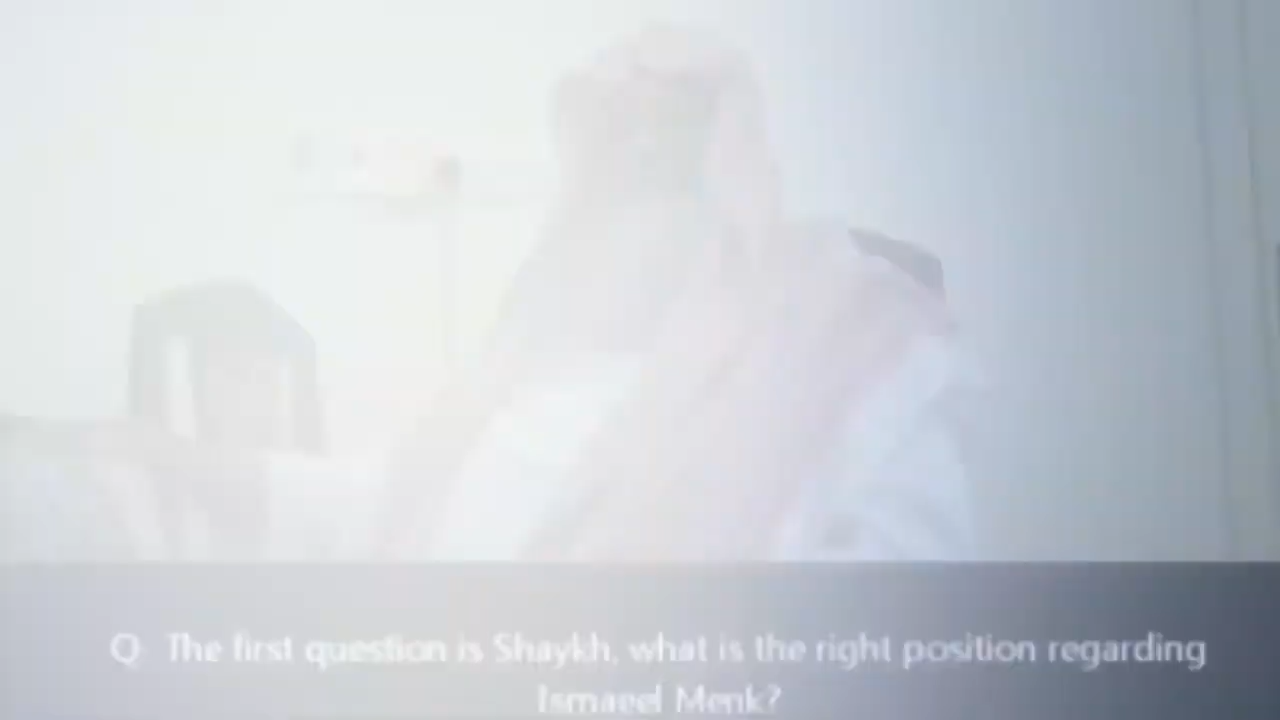 Q The first question is Shaykh, what is the right position regarding
Ismaeel Menk?